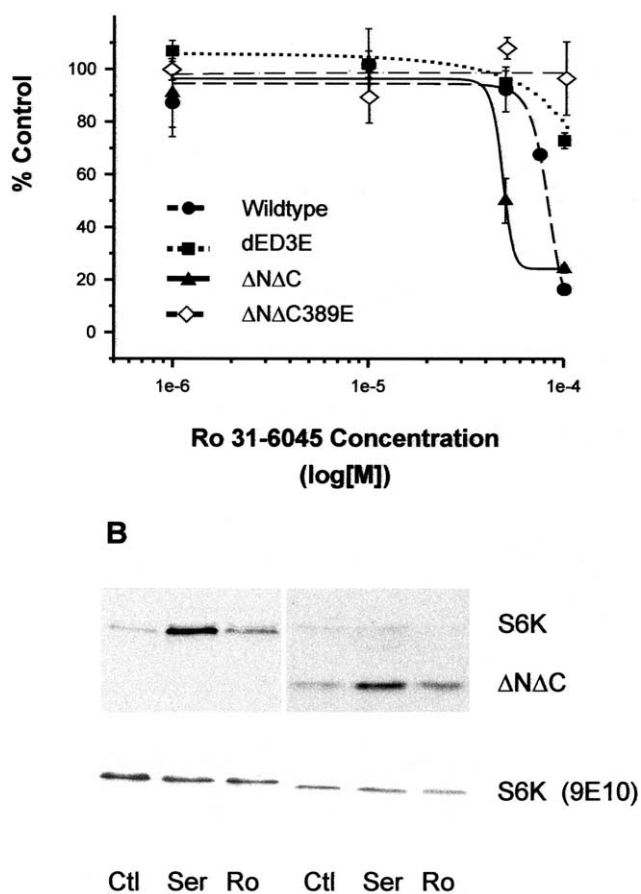 % Control
100
80
60
40
20
0
Wildtype
dED3E
ΔNΔC
ΔNΔC389E
1e-6 1e-5 1e-4
Ro 31-6045 Concentration
(log[M])
B
S6K
ΔNΔC
S6K (9E10)
Ctl Ser Ro Ctl Ser Ro